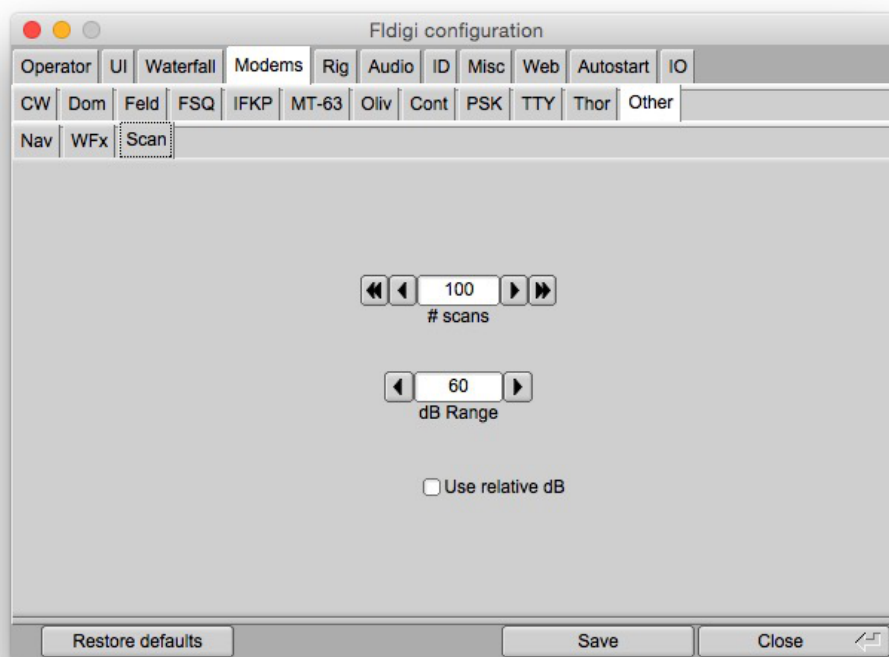 Fldigi configuration
Operator UI Waterfall Modems Rig Audio ID Misc Web Autostart IO
CW Dom Feld FSQ IFKP MT-63 Oliv Cont PSK TTY Thor Other
Nav WFx Scan
100
# scans
60
dB Range
Use relative dB
Restore defaults Save Close